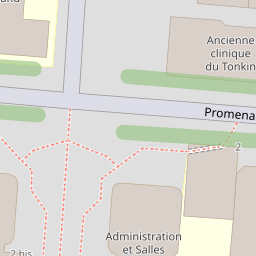 Ancienne
clinique
du Tonkin
Promena
2
Administration
et Salles
2 bis